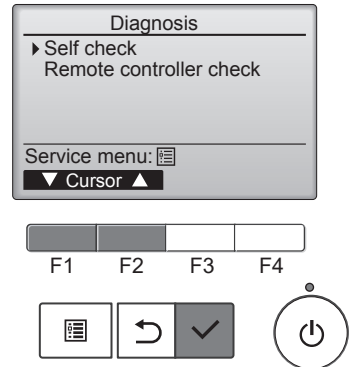 Diagnosis
Self check
Remote controller check
Service menu:
▼ Cursor ▲
F1 F2 F3 F4